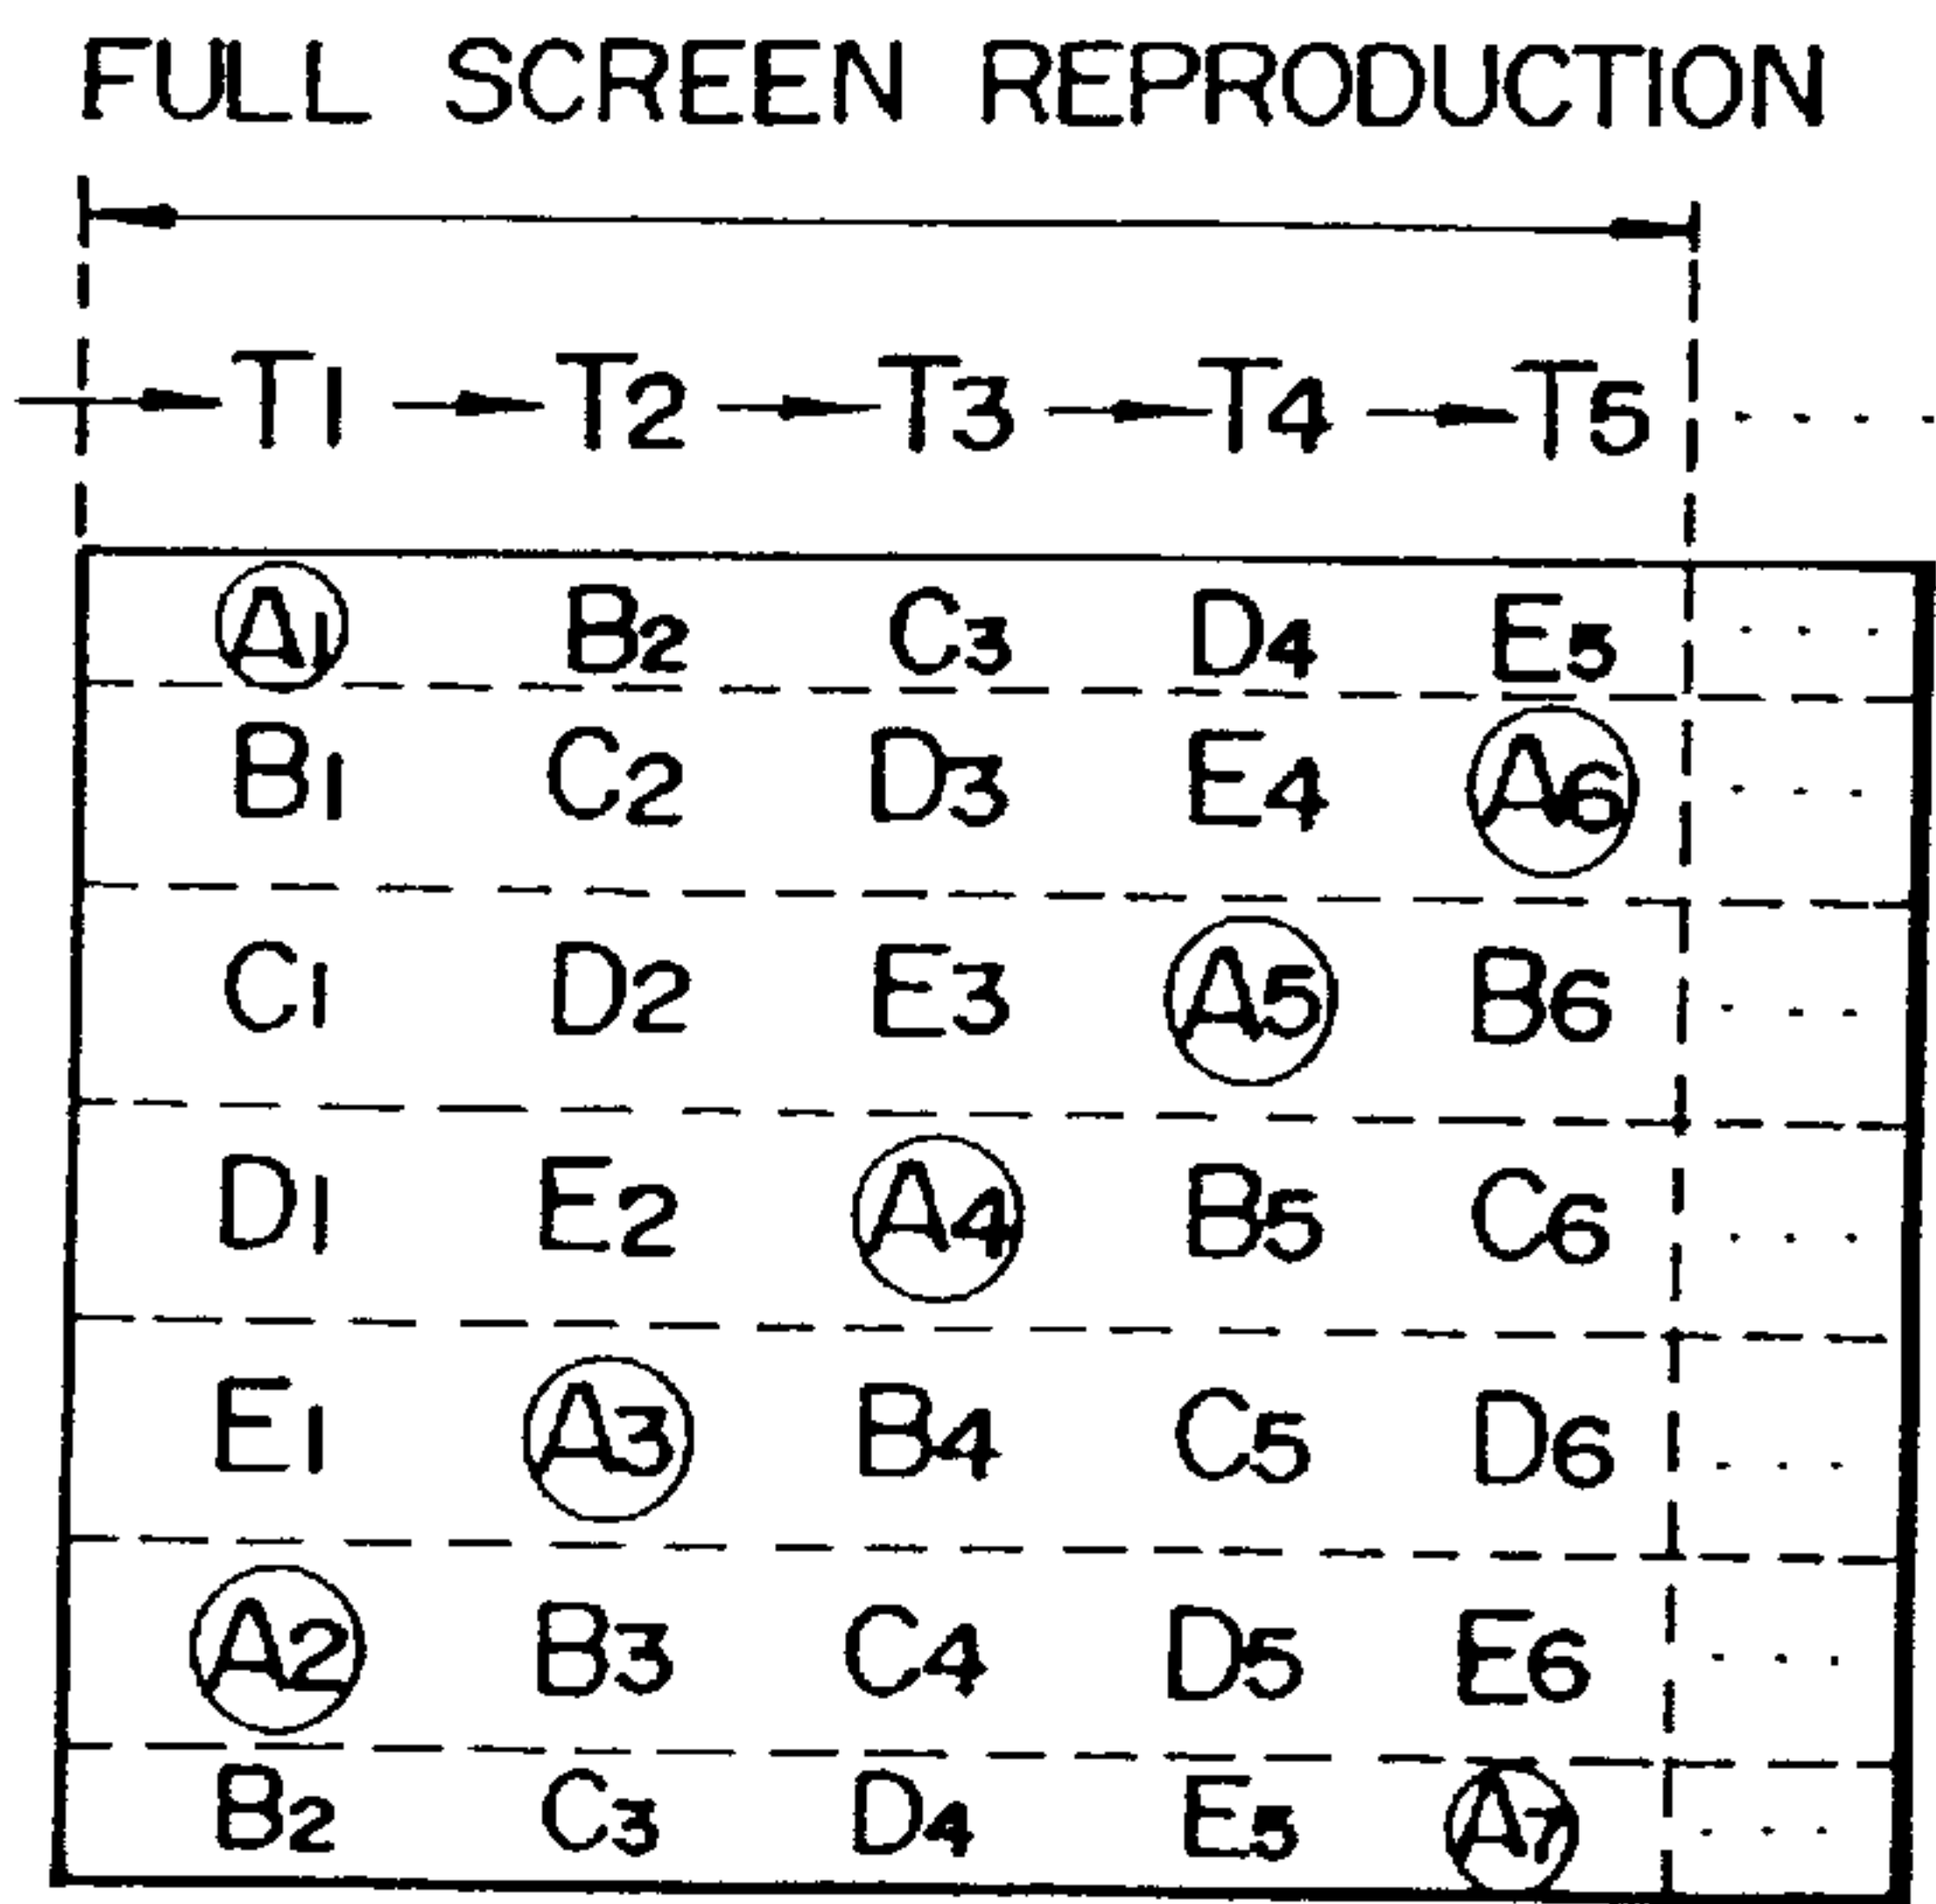 FULL SCREEN REPRODUCTION
T1 T2 T3 T4 T5 ....
A1 B2 C3 D4 E5 ...
B1 C2 D3 E4 A6 ...
C1 D2 E3 A5 B6 ...
D1 E2 A4 B5 C6 ...
E1 A3 B4 C5 D6 ...
A2 B3 C4 D5 E6 ...
B2 C3 D4 E5 A7 ...